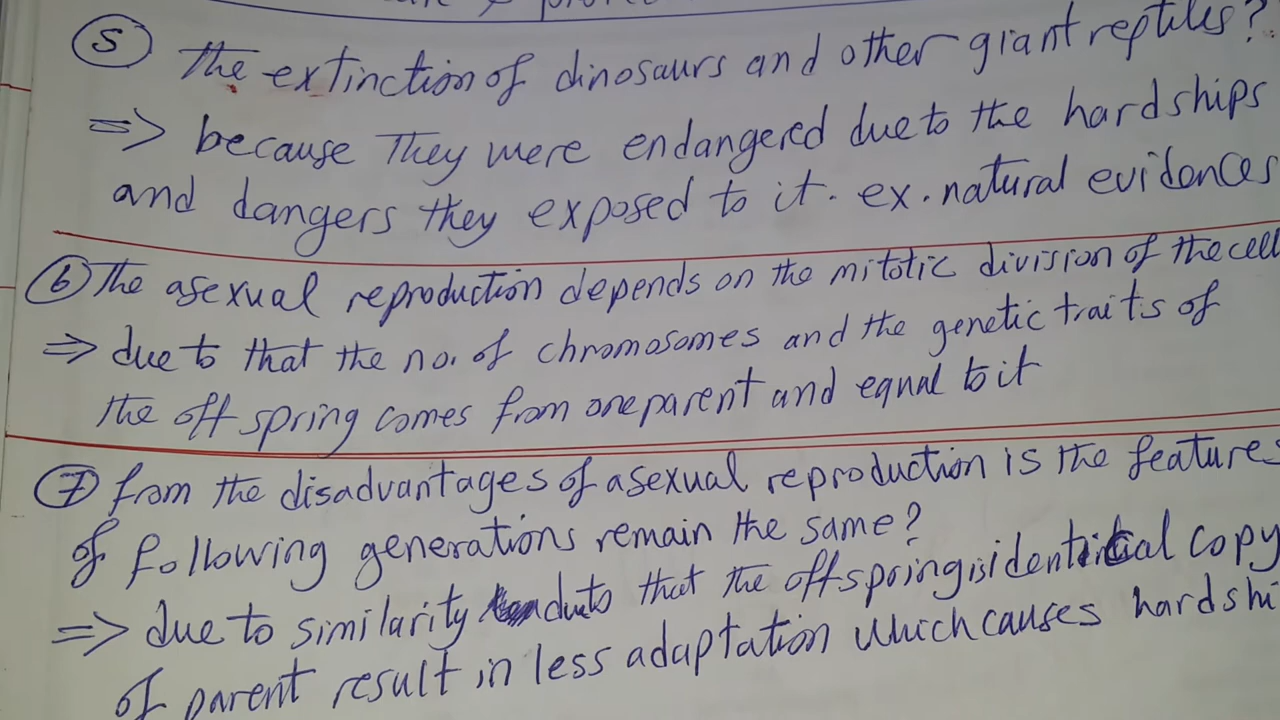 ⑤ The extinction of dinosaurs and other giant reptiles?
=> because They were endangered due to the hardships
and dangers they exposed to it. ex. natural evidences
⑥ The asexual reproduction depends on the mitotic division of the cell
=> due to that the no. of chromosomes and the genetic traits of
the off spring comes from one parent and equal to it
⑦ from the disadvantages of asexual reproduction is the features
of following generations remain the same?
=> due to similarity due to that the offspring is identical copy
of parent result in less adaptation which causes hardshi